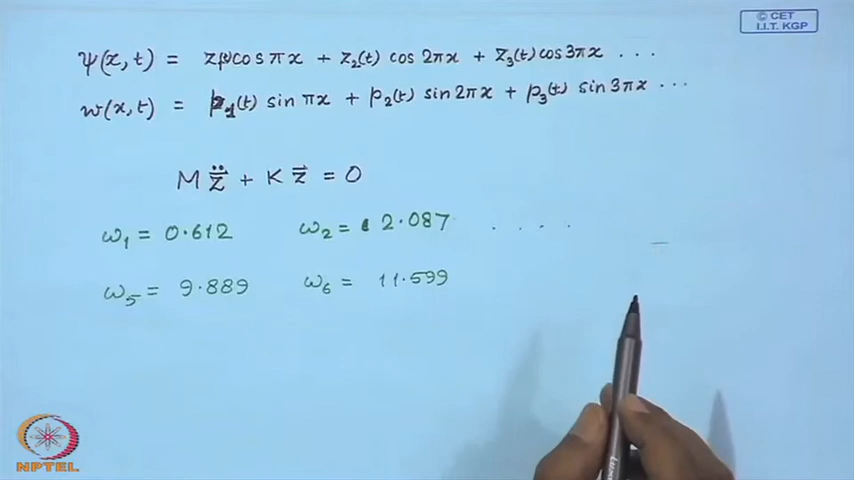 © CET
I.I.T. KGP
ψ(x,t) = z₁(t) cos πx + z₂(t) cos 2πx + z₃(t) cos 3πx . . .
w(x,t) = p₁(t) sin πx + p₂(t) sin 2πx + p₃(t) sin 3πx ...
M z̈ + K z⃗ = 0
ω₁ = 0.612 ω₂ = 2.087 . . . .
ω₅ = 9.889 ω₆ = 11.599
NPTEL